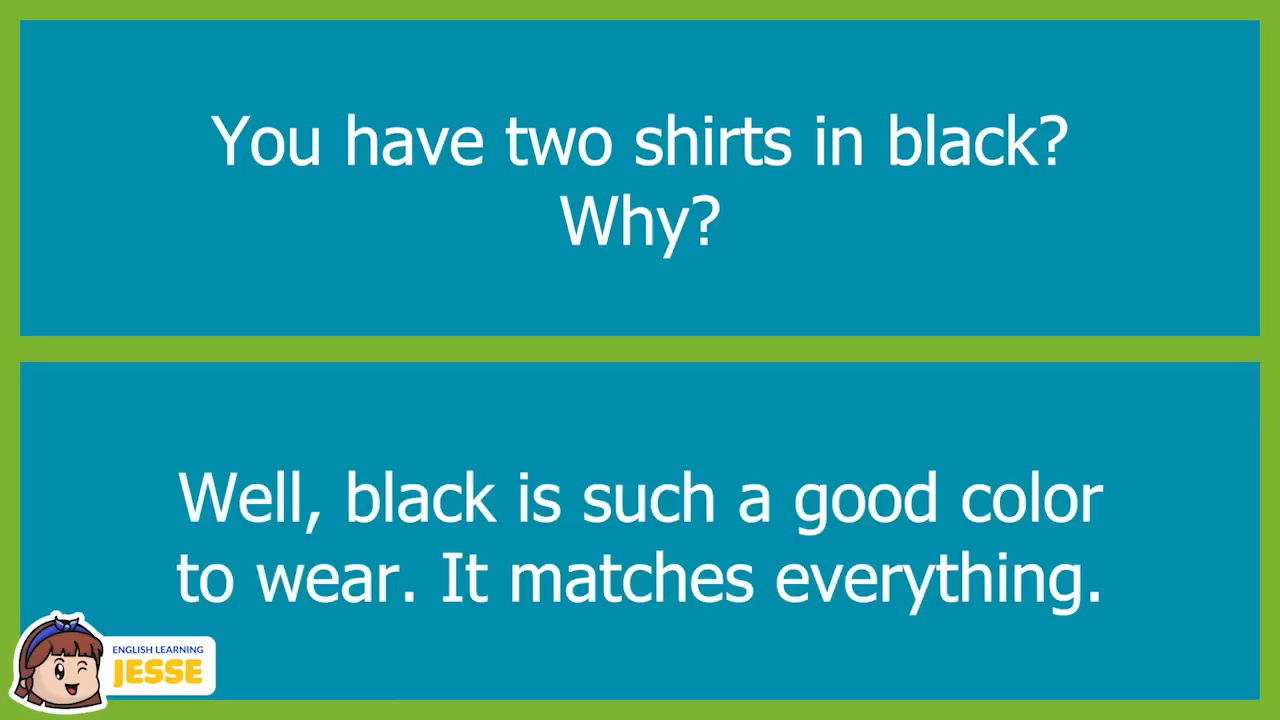 You have two shirts in black?
Why?
Well, black is such a good color
to wear. It matches everything.
ENGLISH LEARNING
JESSE